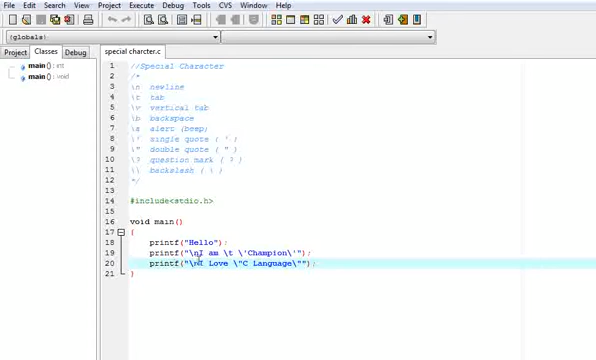 File Edit Search View Project Execute Debug Tools CVS Window Help
(globals)
Project Classes Debug
special charcter.c
main () : int
main () : void
1 //Special Character
2 /*
3 \n newline
4 \t tab
5 \v vertical tab
6 \b backspace
7 \a alert (beep)
8 \' single quote ( ' )
9 \" double quote ( " )
10 \? question mark ( ? )
11 \\ backslash ( \ )
12 */
13
14 #include<stdio.h>
15
16 void main()
17 {
18 printf("Hello");
19 printf("\nI am \t \'Champion\'");
20 printf("\nI Love \"C Language\"");
21 }